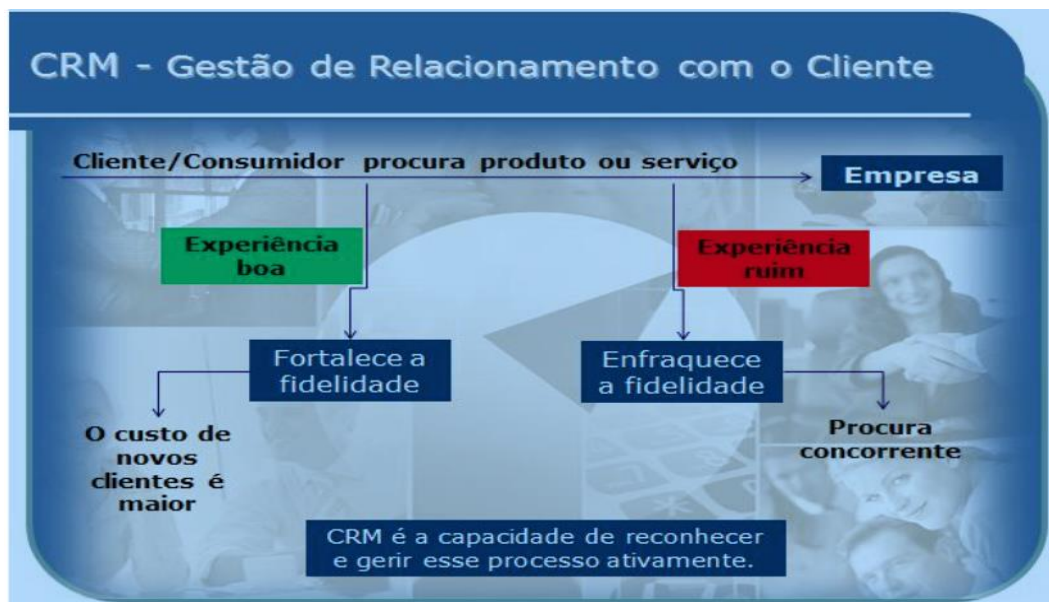 CRM - Gestão de Relacionamento com o Cliente
Cliente/Consumidor procura produto ou serviço
Empresa
Experiência
boa
Experiência
ruim
Fortalece a
fidelidade
Enfraquece
a fidelidade
O custo de
novos
clientes é
maior
Procura
concorrente
CRM é a capacidade de reconhecer
e gerir esse processo ativamente.